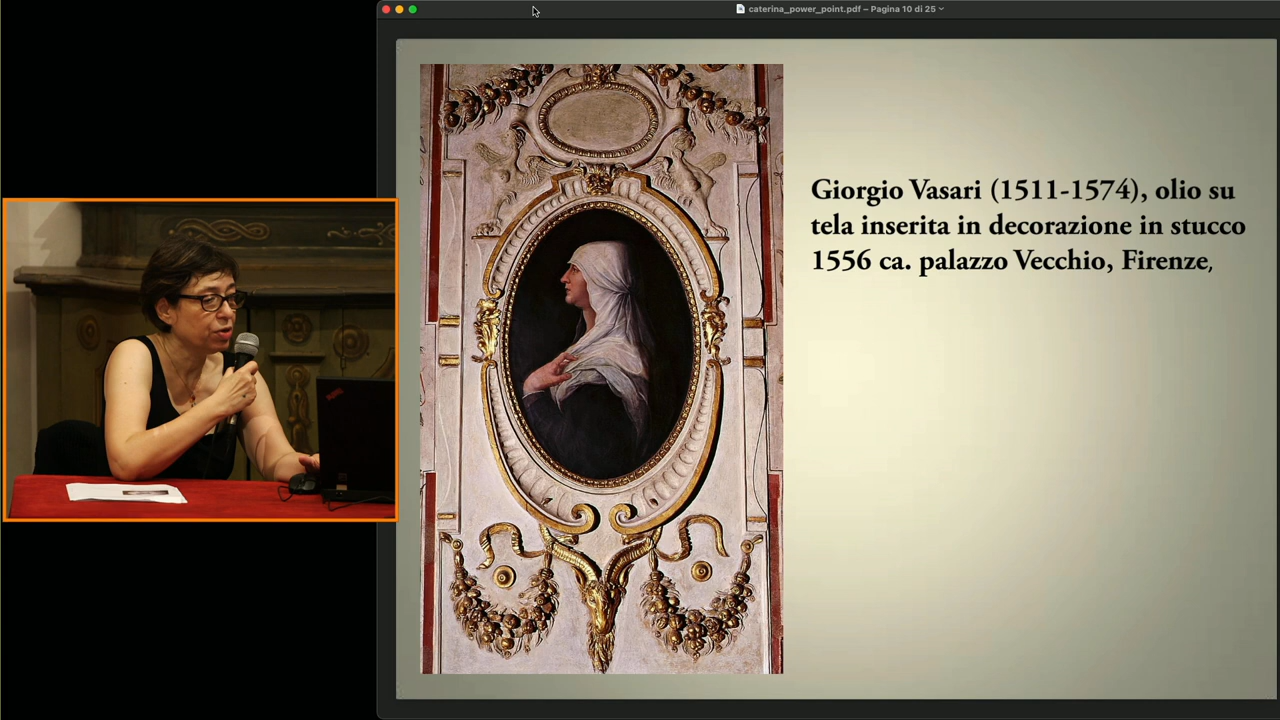 caterina_power_point.pdf – Pagina 10 di 25
Giorgio Vasari (1511-1574), olio su
tela inserita in decorazione in stucco
1556 ca. palazzo Vecchio, Firenze,